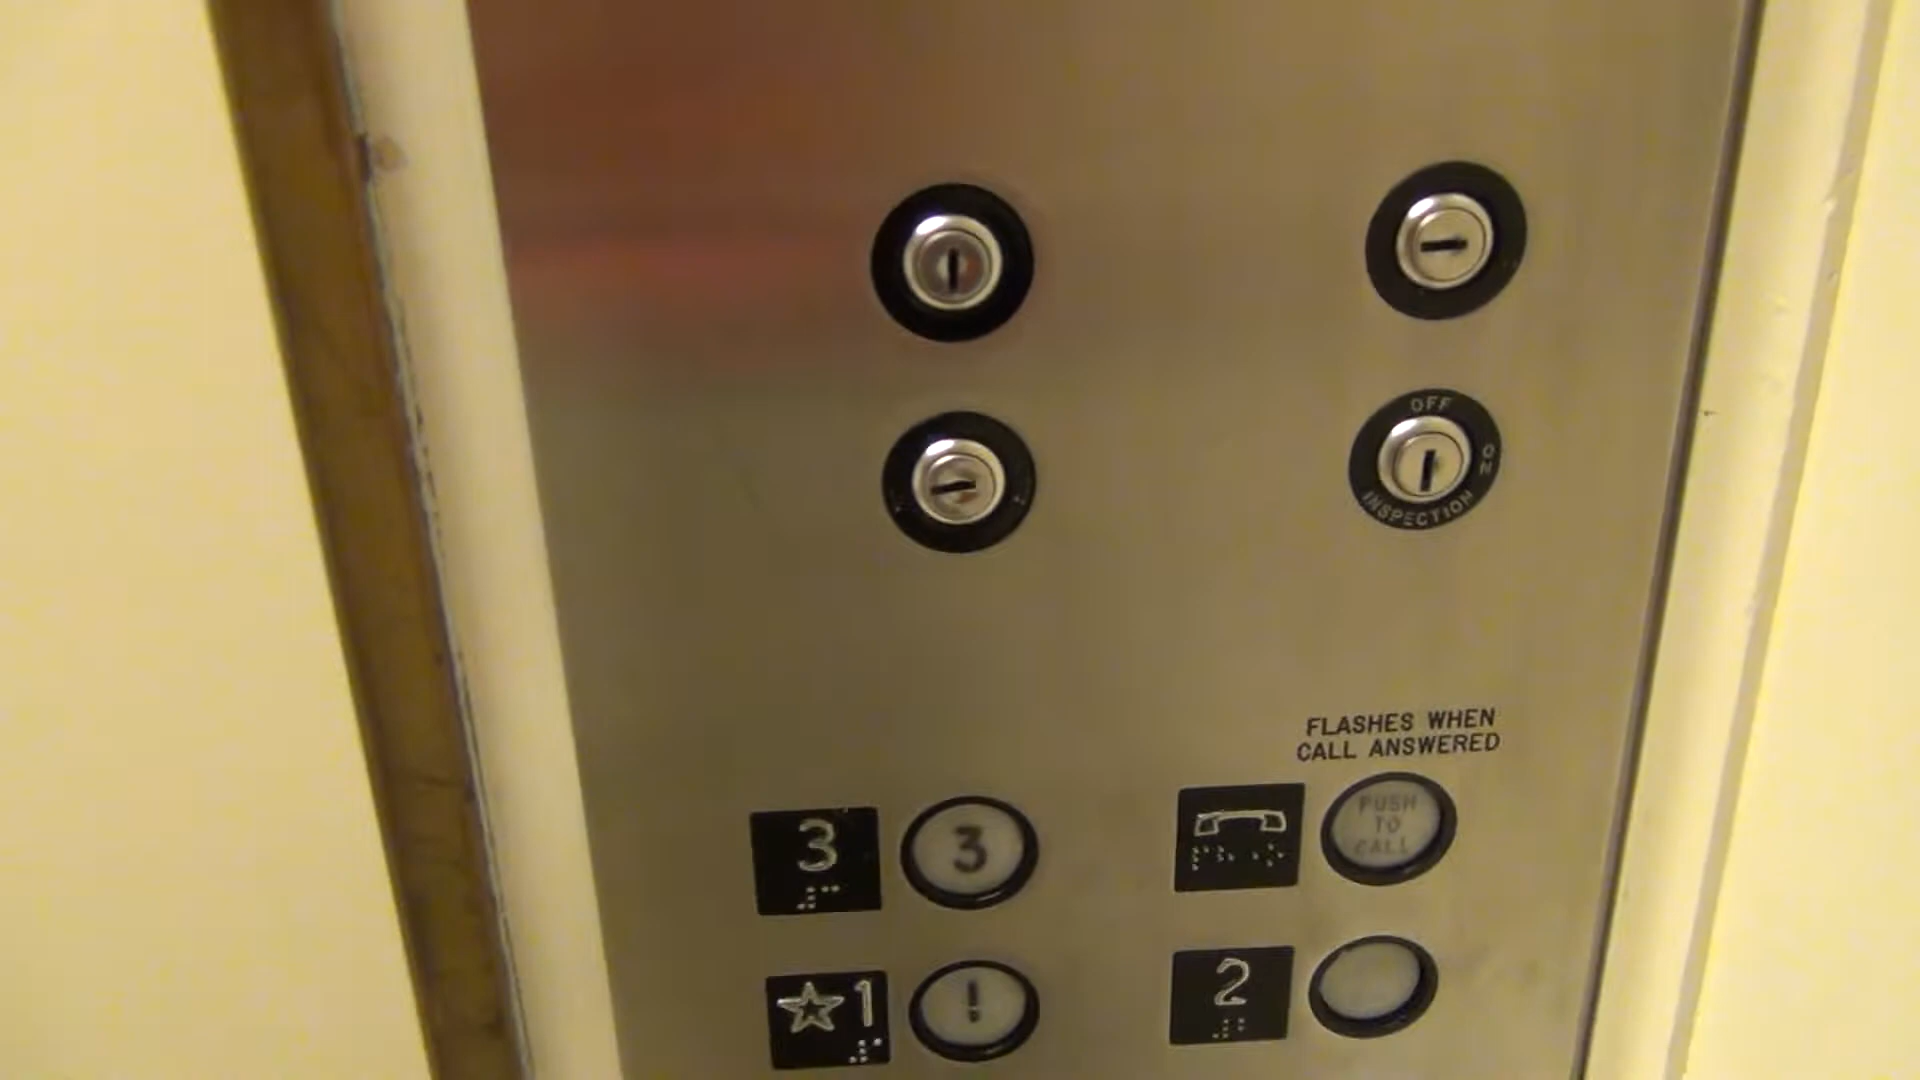 OFF
ON
INSPECTION
FLASHES WHEN
CALL ANSWERED
3
3
PUSH
TO
CALL
1
2